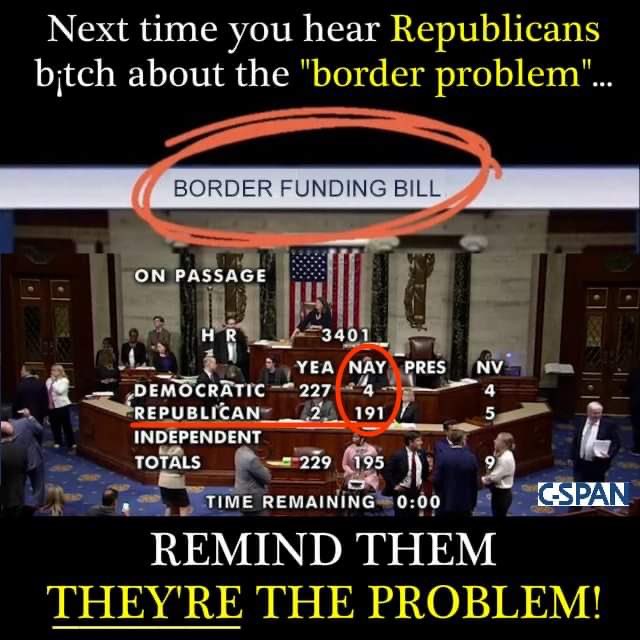 Next time you hear Republicans
b¡tch about the "border problem"...
BORDER FUNDING BILL
ON PASSAGE
H R 3401
YEA NAY PRES NV
DEMOCRATIC 227 4 4
REPUBLICAN 2 191 5
INDEPENDENT
TOTALS 229 195 9
TIME REMAINING 0:00
C-SPAN
REMIND THEM
THEY'RE THE PROBLEM!